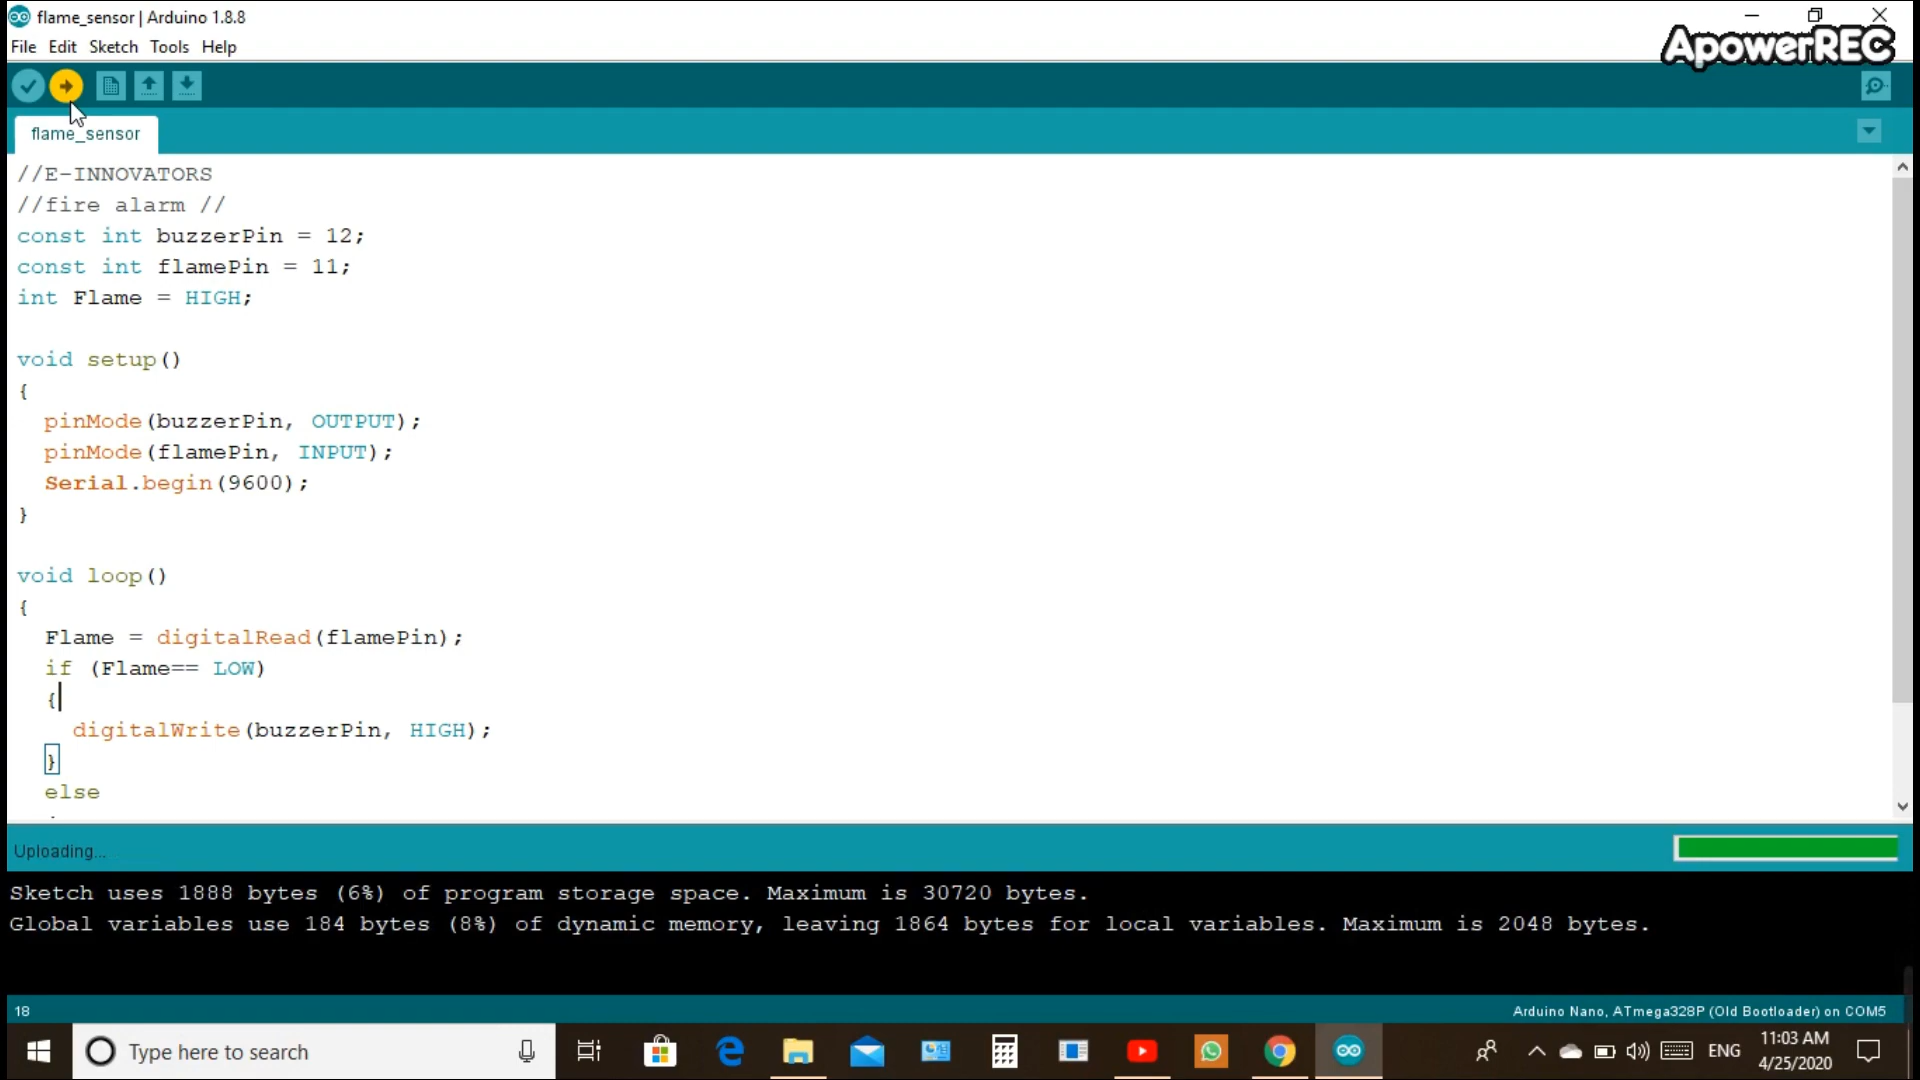 flame_sensor | Arduino 1.8.8
ApowerREC
File Edit Sketch Tools Help
flame_sensor
//E-INNOVATORS
//fire alarm //
const int buzzerPin = 12;
const int flamePin = 11;
int Flame = HIGH;
void setup()
{
pinMode(buzzerPin, OUTPUT);
pinMode(flamePin, INPUT);
Serial.begin(9600);
}
void loop()
{
Flame = digitalRead(flamePin);
if (Flame== LOW)
{
digitalWrite(buzzerPin, HIGH);
}
else
Uploading...
Sketch uses 1888 bytes (6%) of program storage space. Maximum is 30720 bytes.
Global variables use 184 bytes (8%) of dynamic memory, leaving 1864 bytes for local variables. Maximum is 2048 bytes.
18
Arduino Nano, ATmega328P (Old Bootloader) on COM5
Type here to search
ENG
11:03 AM
4/25/2020